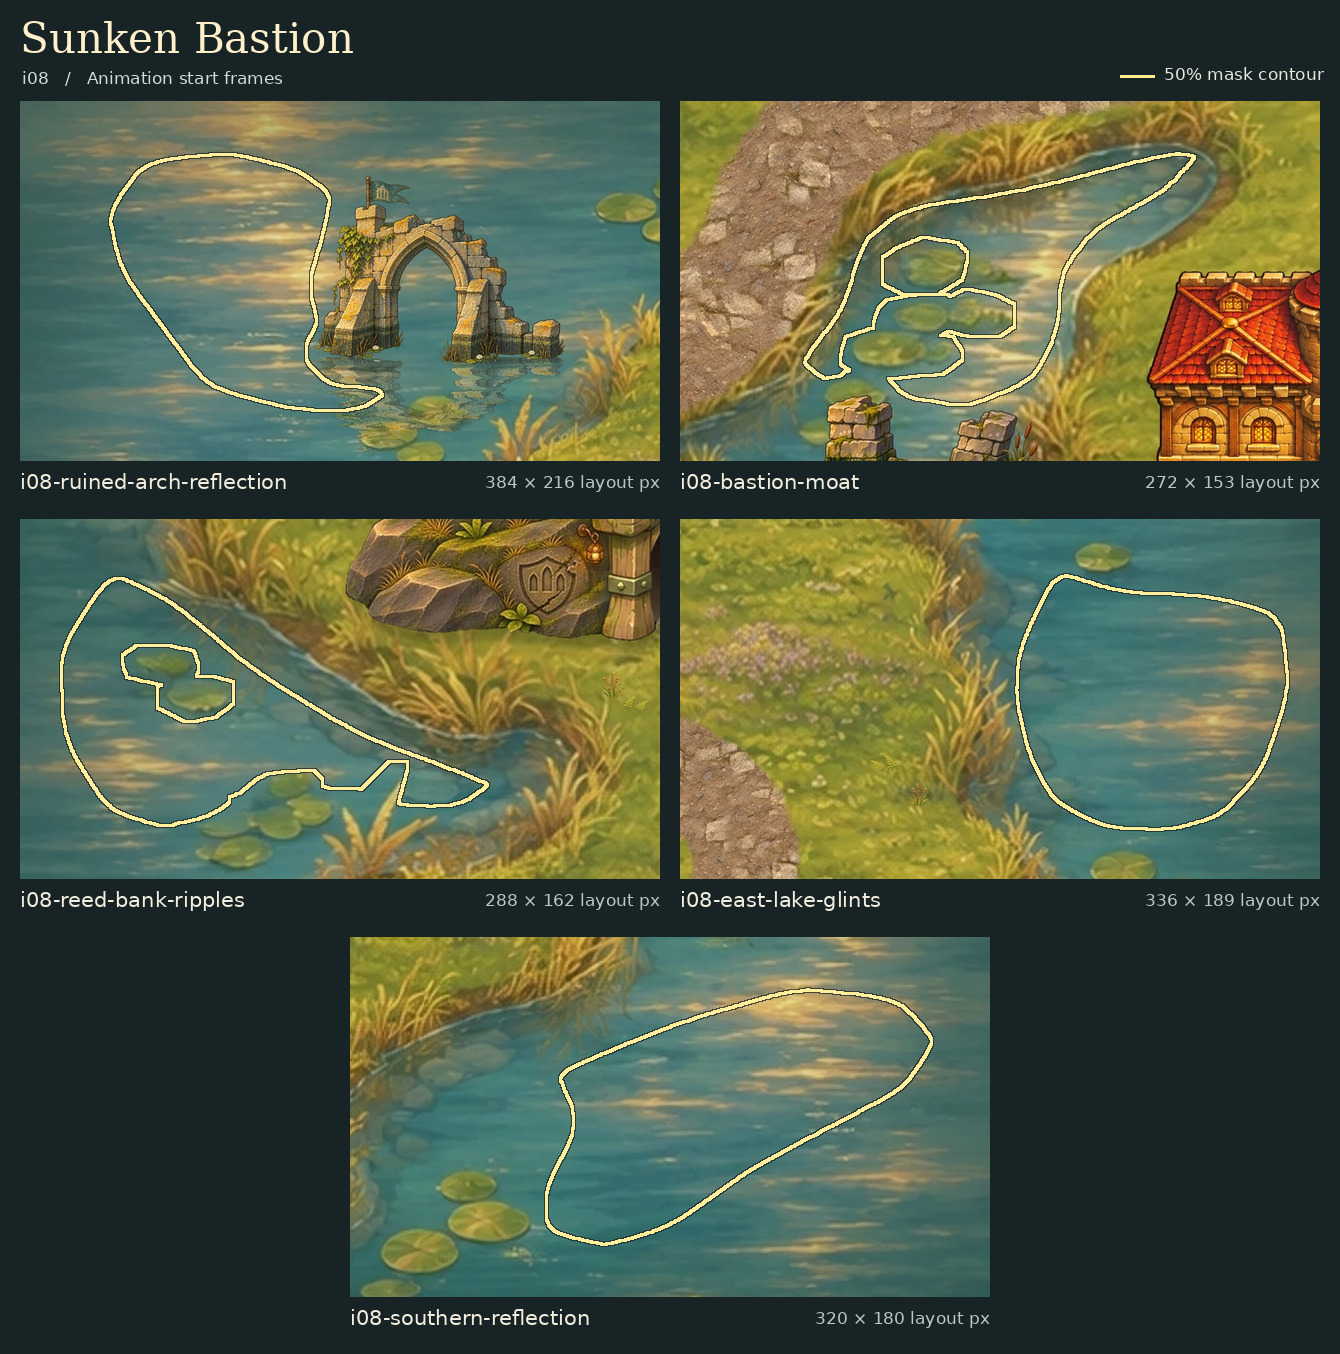 Sunken Bastion
i08 / Animation start frames
50% mask contour
i08-ruined-arch-reflection
384 × 216 layout px
i08-bastion-moat
272 × 153 layout px
i08-reed-bank-ripples
288 × 162 layout px
i08-east-lake-glints
336 × 189 layout px
i08-southern-reflection
320 × 180 layout px